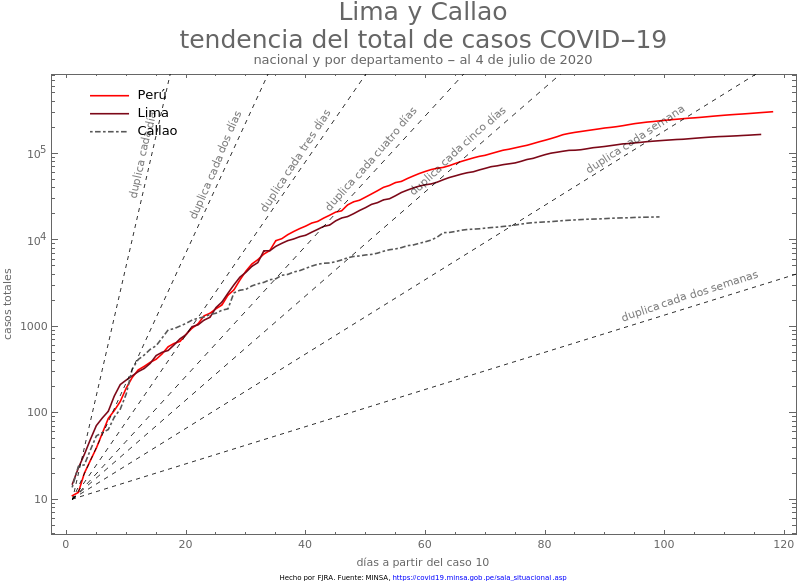 Lima y Callao
tendencia del total de casos COVID−19
nacional y por departamento − al 4 de julio de 2020
Perú
Lima
Callao
duplica cada día
duplica cada dos días
duplica cada tres días
duplica cada cuatro días
duplica cada cinco días
duplica cada semana
duplica cada dos semanas
casos totales
10⁵
10⁴
1000
100
10
0 20 40 60 80 100 120
días a partir del caso 10
Hecho por FJRA. Fuente: MINSA, https://covid19.minsa.gob.pe/sala_situacional.asp